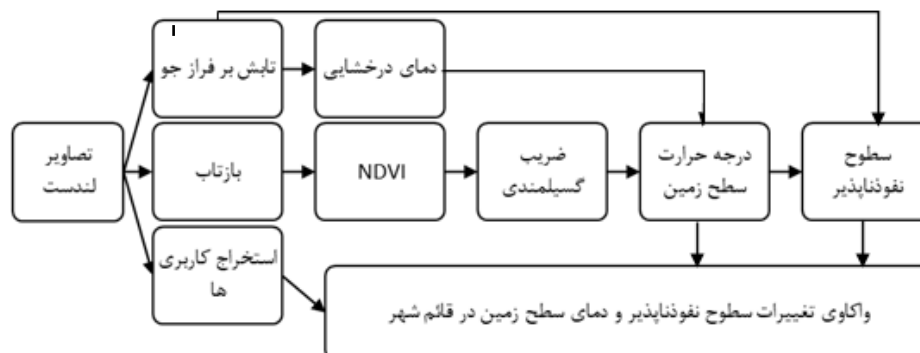 تابش بر فراز جو
دمای درخشایی
تصاویر
لندست
بازتاب
NDVI
ضریب
گسیلمندی
درجه حرارت
سطح زمین
سطوح
نفوذناپذیر
استخراج کاربری
ها
واکاوی تغییرات سطوح نفوذناپذیر و دمای سطح زمین در قائم شهر